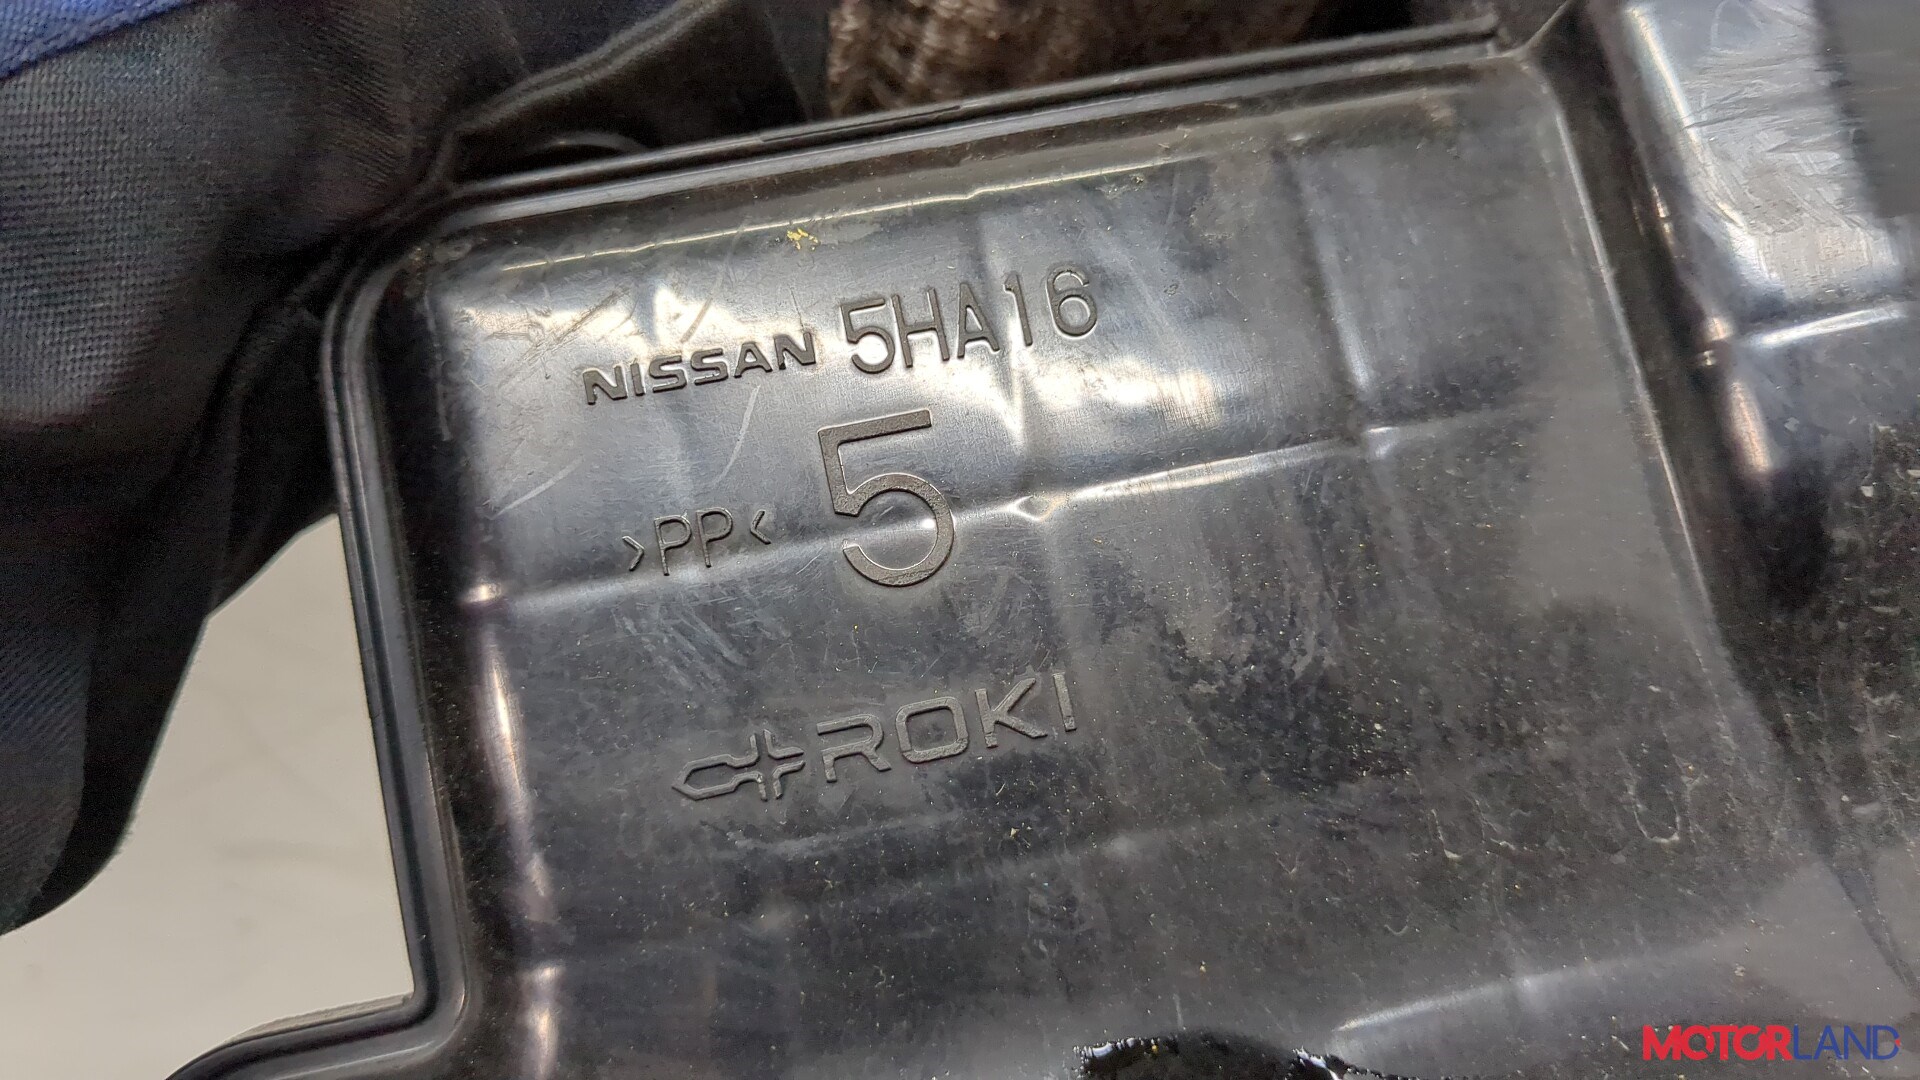 NISSAN 5HA16
>PP< 5
ROKI
MOTORLAND